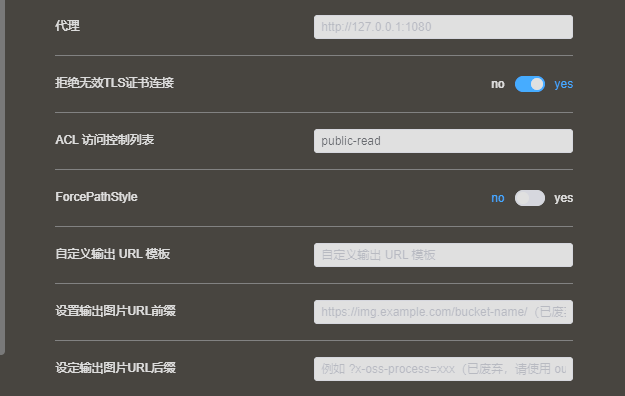 代理
http://127.0.0.1:1080
拒绝无效TLS证书连接
no yes
ACL 访问控制列表
public-read
ForcePathStyle
no yes
自定义输出 URL 模板
自定义输出 URL 模板
设置输出图片URL前缀
https://img.example.com/bucket-name/（已废
设定输出图片URL后缀
例如 ?x-oss-process=xxx（已废弃，请使用 ou